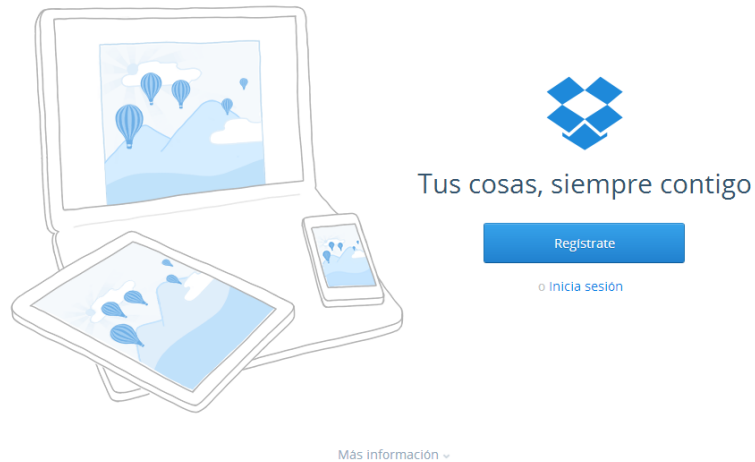 Tus cosas, siempre contigo
Regístrate
o Inicia sesión
Más información